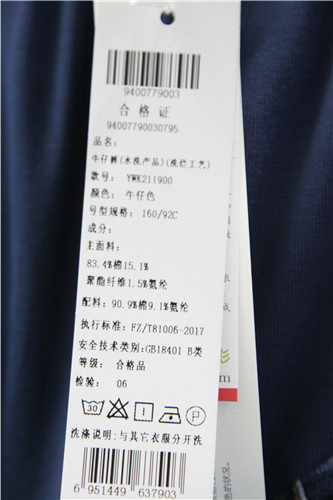 9400779003
合格证
94007790030795
品名:
牛仔裤(水洗产品)(洗烂工艺)
款号: YWK211900
颜色: 牛仔色
号型规格: 160/92C
成分:
主面料:
83.4%棉15.1%
聚酯纤维1.5%氨纶
配料: 90.9%棉9.1%氨纶
执行标准: FZ/T81006-2017
安全技术类别:GB18401 B类
等级: 合格品
检验: 06
30
P
洗涤说明:与其它衣服分开洗
6 951449 637903